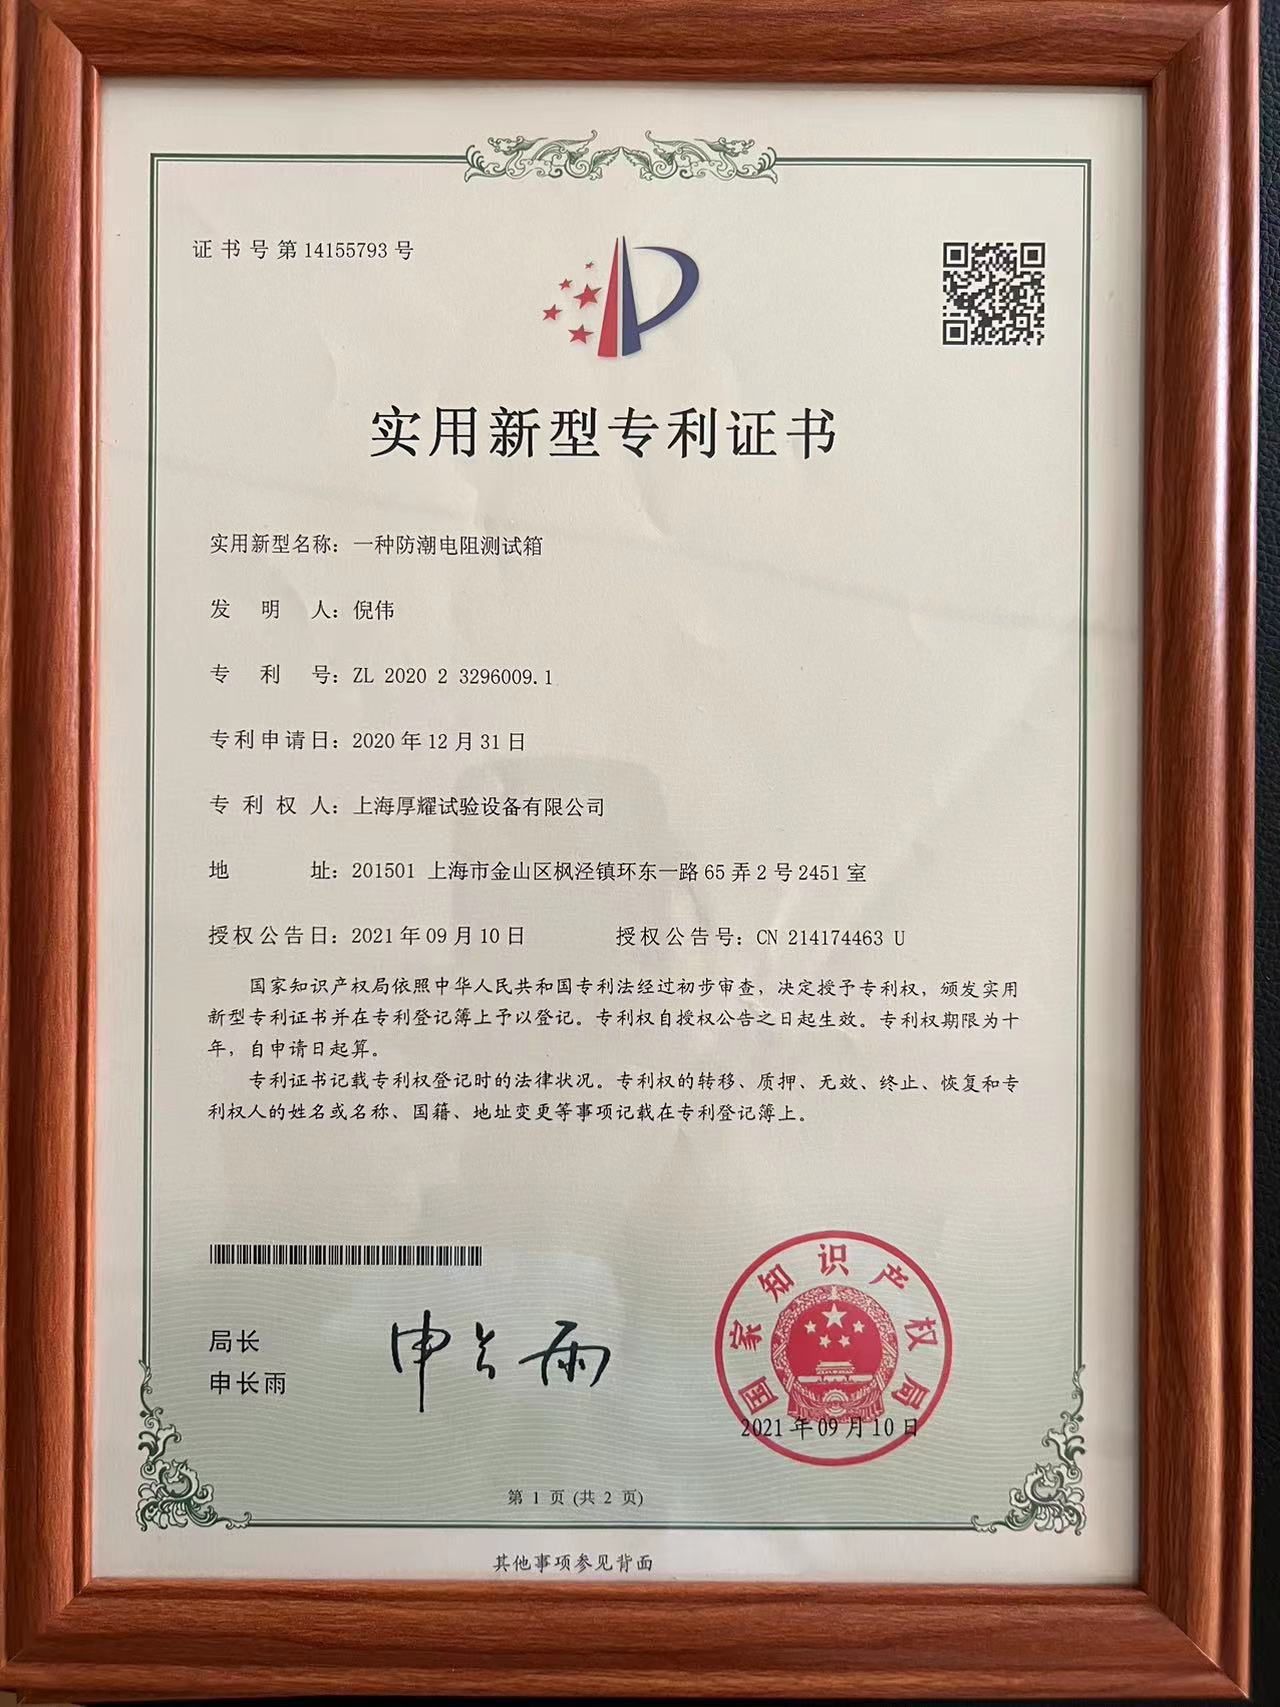 证书号第14155793号
实用新型专利证书
实用新型名称：一种防潮电阻测试箱
发明人：倪伟
专利号：ZL 2020 2 3296009.1
专利申请日：2020年12月31日
专利权人：上海厚耀试验设备有限公司
地址：201501 上海市金山区枫泾镇环东一路65弄2号2451室
授权公告日：2021年09月10日 授权公告号：CN 214174463 U
国家知识产权局依照中华人民共和国专利法经过初步审查，决定授予专利权，颁发实用
新型专利证书并在专利登记簿上予以登记。专利权自授权公告之日起生效。专利权期限为十
年，自申请日起算。
专利证书记载专利权登记时的法律状况。专利权的转移、质押、无效、终止、恢复和专
利权人的姓名或名称、国籍、地址变更等事项记载在专利登记簿上。
局长
申长雨
申长雨
国家知识产权局
2021年09月10日
第 1 页 (共 2 页)
其他事项参见背面